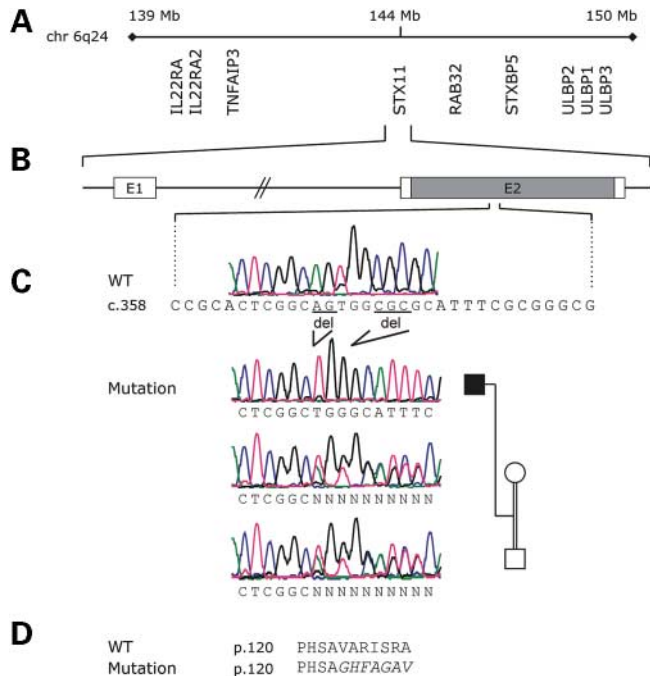 A
139 Mb 144 Mb 150 Mb
chr 6q24
IL22RA
IL22RA2
TNFAIP3
STX11
RAB32
STXBP5
ULBP2
ULBP1
ULBP3
B
E1 // E2
C
WT
c.358 CCGCACTCGGCAGTGGCGCGCATTTCGCGGGCG
del del
Mutation
CTCGGCTGGGCATTTC
CTCGGCNNNNNNNNNN
CTCGGCNNNNNNNNNN
D
WT p.120 PHSAVARISRA
Mutation p.120 PHSAGHFAGAV